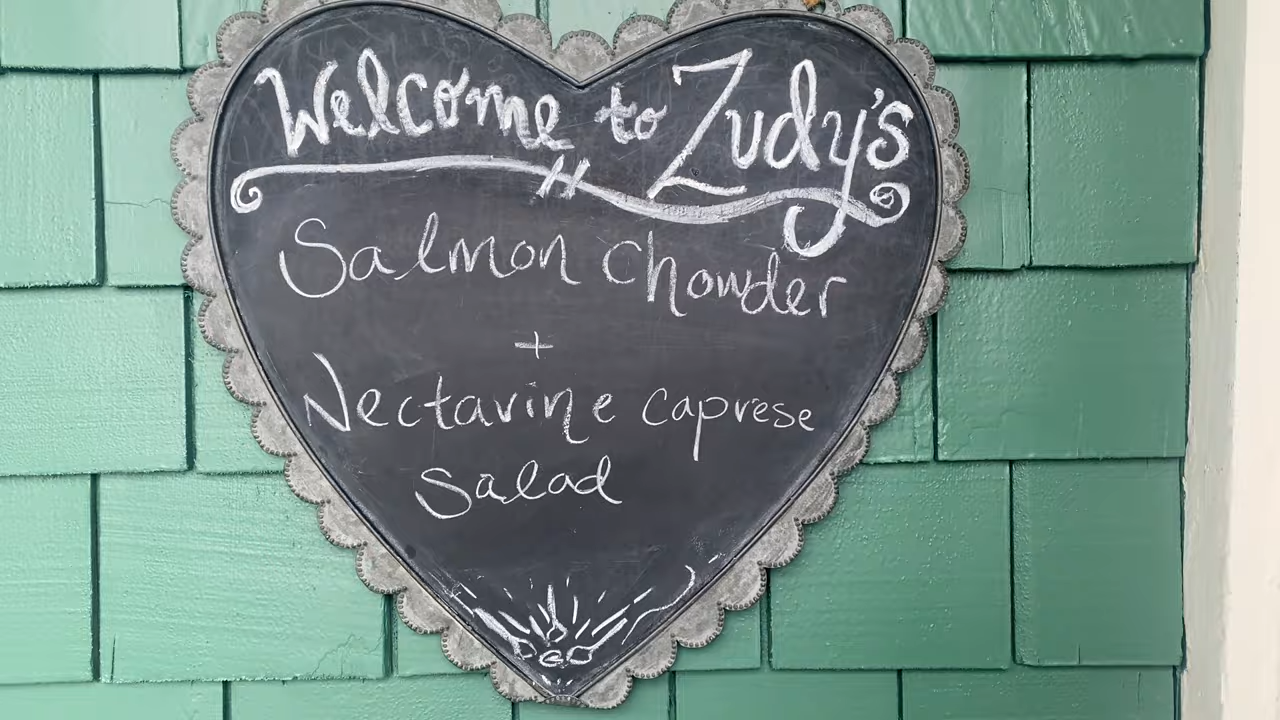 Welcome to Zudy's
Salmon Chowder
+
Nectarine caprese
Salad